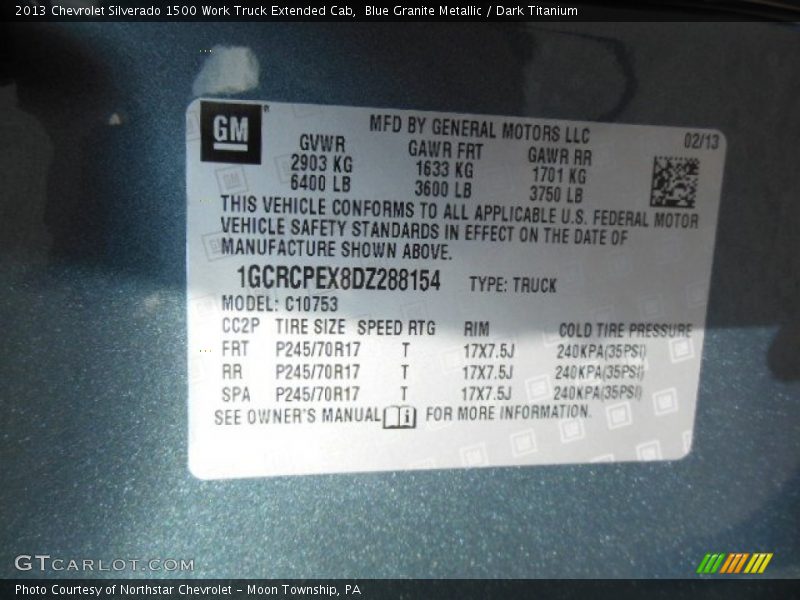 2013 Chevrolet Silverado 1500 Work Truck Extended Cab, Blue Granite Metallic / Dark Titanium
GM®
MFD BY GENERAL MOTORS LLC 02/13
GVWR GAWR FRT GAWR RR
2903 KG 1633 KG 1701 KG
6400 LB 3600 LB 3750 LB
THIS VEHICLE CONFORMS TO ALL APPLICABLE U.S. FEDERAL MOTOR
VEHICLE SAFETY STANDARDS IN EFFECT ON THE DATE OF
MANUFACTURE SHOWN ABOVE.
1GCRCPEX8DZ288154 TYPE: TRUCK
MODEL: C10753
CC2P TIRE SIZE SPEED RTG RIM COLD TIRE PRESSURE
FRT P245/70R17 T 17X7.5J 240KPA(35PSI)
RR P245/70R17 T 17X7.5J 240KPA(35PSI)
SPA P245/70R17 T 17X7.5J 240KPA(35PSI)
SEE OWNER'S MANUAL i FOR MORE INFORMATION.
GTCARLOT.COM
Photo Courtesy of Northstar Chevrolet - Moon Township, PA